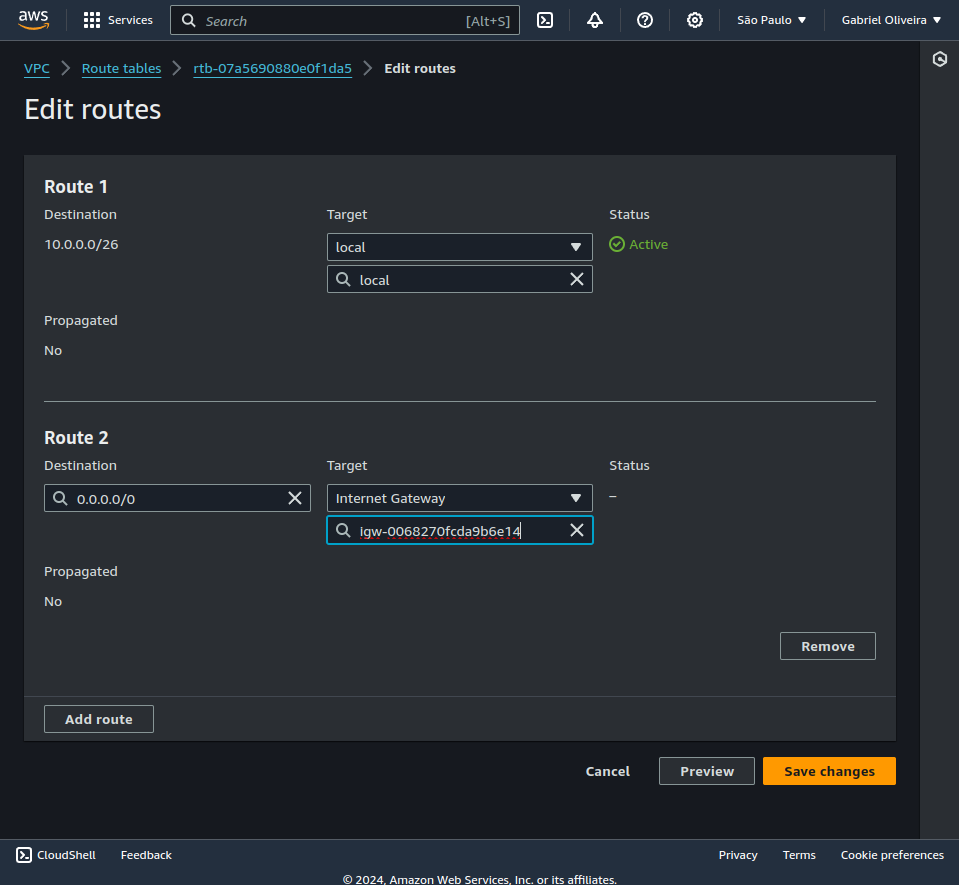 aws Services Search [Alt+S] São Paulo Gabriel Oliveira
VPC Route tables rtb-07a5690880e0f1da5 Edit routes
Edit routes
Route 1
Destination Target Status
10.0.0.0/26 local Active
local
Propagated
No
Route 2
Destination Target Status
0.0.0.0/0 Internet Gateway –
igw-0068270fcda9b6e14
Propagated
No
Remove
Add route
Cancel Preview Save changes
CloudShell Feedback Privacy Terms Cookie preferences
© 2024, Amazon Web Services, Inc. or its affiliates.